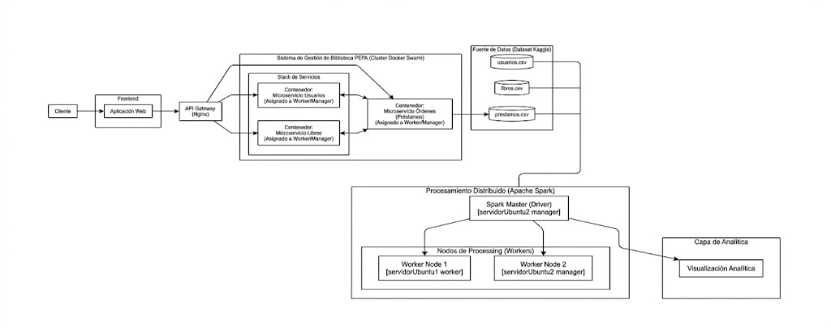 Sistema de Gestión de Biblioteca PEPA (Cluster Docker Swarm)
Fuente de Datos (Dataset Kaggle)
Stack de Servicios
usuarios.csv
Frontend
Contenedor:
Microservicio Usuarios
(Asignado a Worker/Manager)
libros.csv
Cliente
Aplicación Web
API Gateway
(Nginx)
Contenedor:
Microservicio Ordenes
(Préstamos)
(Asignado a Worker/Manager)
prestamos.csv
Contenedor:
Microservicio Libros
(Asignado a Worker/Manager)
Procesamiento Distribuido (Apache Spark)
Spark Master (Driver)
[servidorUbuntu2 manager]
Nodos de Processing (Workers)
Worker Node 1
[servidorUbuntu1 worker]
Worker Node 2
[servidorUbuntu2 manager]
Capa de Analítica
Visualización Analítica